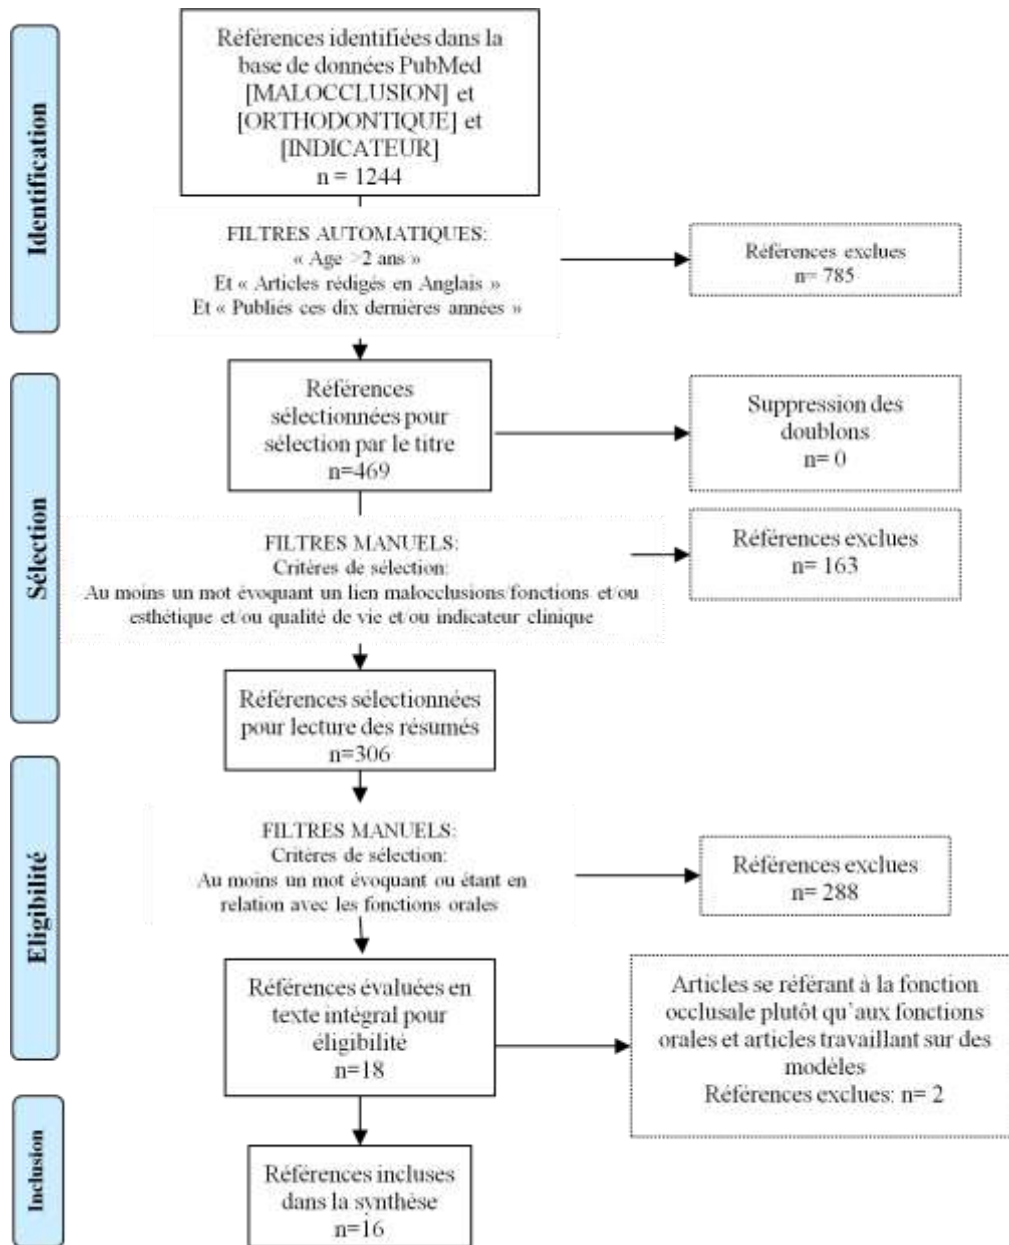 Identification
Références identifiées dans la
base de données PubMed
[MALOCCLUSION] et
[ORTHODONTIQUE] et
[INDICATEUR]
n = 1244
FILTRES AUTOMATIQUES:
« Age >2 ans »
Et « Articles rédigés en Anglais »
Et « Publiés ces dix dernières années »
Références exclues
n= 785
Sélection
Références
sélectionnées pour
sélection par le titre
n=469
Suppression des
doublons
n= 0
FILTRES MANUELS:
Critères de sélection:
Au moins un mot évoquant un lien malocclusions/fonctions et/ou
esthétique et/ou qualité de vie et/ou indicateur clinique
Références exclues
n= 163
Références sélectionnées
pour lecture des résumés
n=306
Eligibilité
FILTRES MANUELS:
Critères de sélection:
Au moins un mot évoquant ou étant en
relation avec les fonctions orales
Références exclues
n= 288
Références évaluées en
texte intégral pour
éligibilité
n=18
Articles se référant à la fonction
occlusale plutôt qu'aux fonctions
orales et articles travaillant sur des
modèles
Références exclues: n= 2
Inclusion
Références incluses
dans la synthèse
n=16